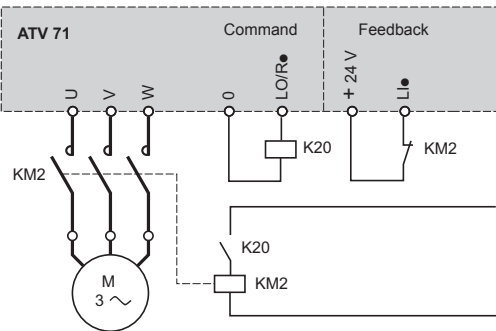 ATV 71
Command
Feedback
U
V
W
0
LO/R●
+ 24 V
LI●
K20
KM2
KM2
K20
KM2
M
3 ~